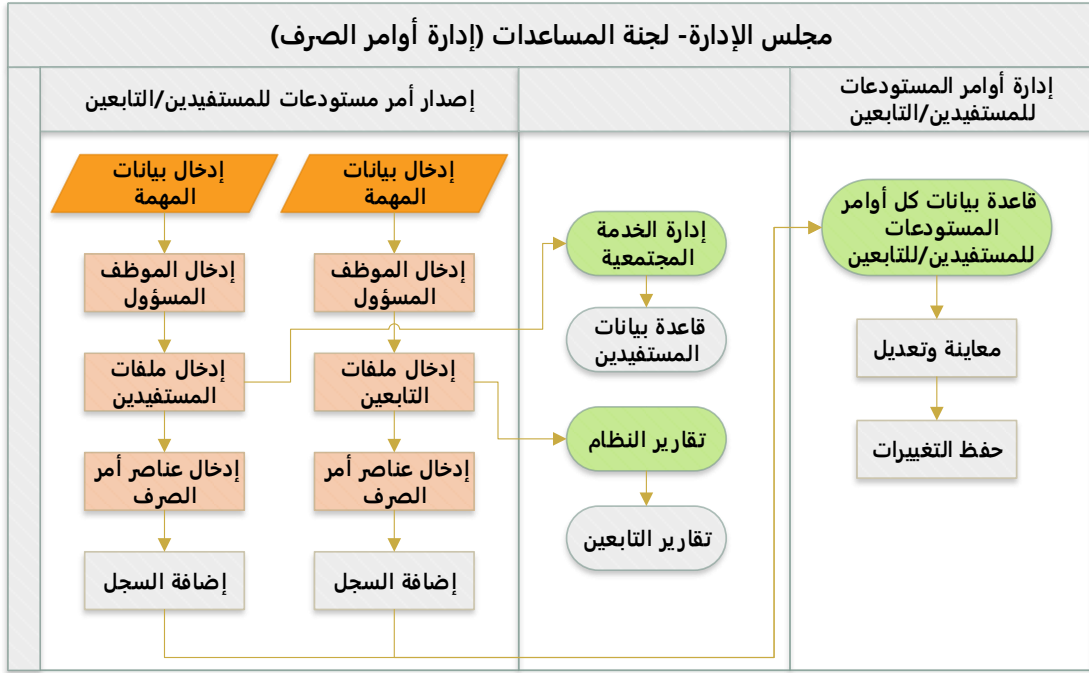 مجلس الإدارة- لجنة المساعدات (إدارة أوامر الصرف)
إصدار أمر مستودعات للمستفيدين/التابعين
إدارة أوامر المستودعات
للمستفيدين/التابعين
إدخال بيانات
المهمة
إدخال الموظف
المسؤول
إدخال ملفات
المستفيدين
إدخال عناصر أمر
الصرف
إضافة السجل
إدخال بيانات
المهمة
إدخال الموظف
المسؤول
إدخال ملفات
التابعين
إدخال عناصر أمر
الصرف
إضافة السجل
إدارة الخدمة
المجتمعية
قاعدة بيانات
المستفيدين
تقارير النظام
تقارير التابعين
قاعدة بيانات كل أوامر
المستودعات
للمستفيدين/للتابعين
معاينة وتعديل
حفظ التغييرات